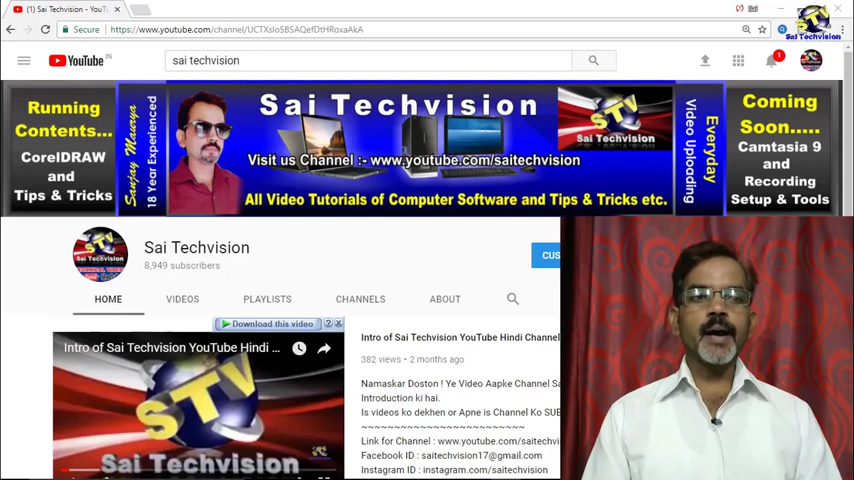 (1) Sai Techvision - YouTu
Secure
https://www.youtube.com/channel/UCTXslo5BSAQefDtHRoxaAkA
STV
Sai Techvision
YouTube IN
sai techvision
1
Running
Contents...
CorelDRAW
and
Tips & Tricks
Sanjay Maurya
18 Year Experienced
Sai Techvision
Visit us Channel :- www.youtube.com/saitechvision
All Video Tutorials of Computer Software and Tips & Tricks etc.
STV
Sai Techvision
Everyday
Video Uploading
Coming
Soon.....
Camtasia 9
and
Recording
Setup & Tools
Sai Techvision
8,949 subscribers
CUS
HOME
VIDEOS
PLAYLISTS
CHANNELS
ABOUT
Download this video ? X
Intro of Sai Techvision YouTube Hindi ...
STV
Sai Techvision
Intro of Sai Techvision YouTube Hindi Channel
382 views • 2 months ago
Namaskar Doston ! Ye Video Aapke Channel Sa
Introduction ki hai.
Is videos ko dekhen or Apne is Channel Ko SUB
~~~~~~~~~~~~~~~~~~~~~~~~
Link for Channel : www.youtube.com/saitechvi
Facebook ID : saitechvision17@gmail.com
Instagram ID : instagram.com/saitechvision